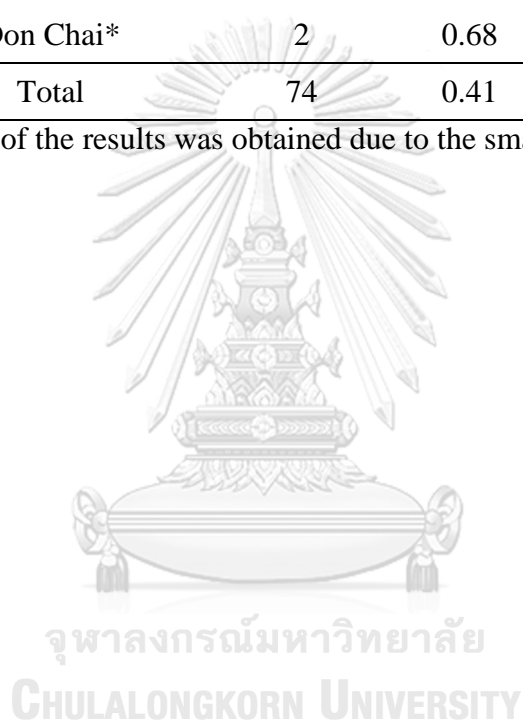 Don Chai* 2 0.68
Total 74 0.41
of the results was obtained due to the sma
จุฬาลงกรณ์มหาวิทยาลัย
CHULALONGKORN UNIVERSITY